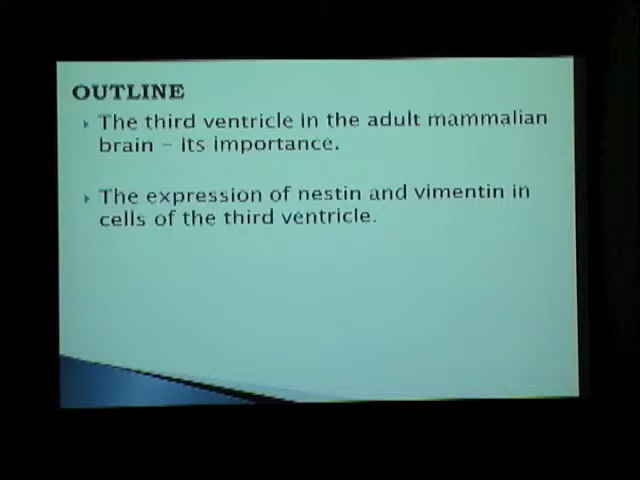 OUTLINE
The third ventricle in the adult mammalian
brain – its importance.
The expression of nestin and vimentin in
cells of the third ventricle.